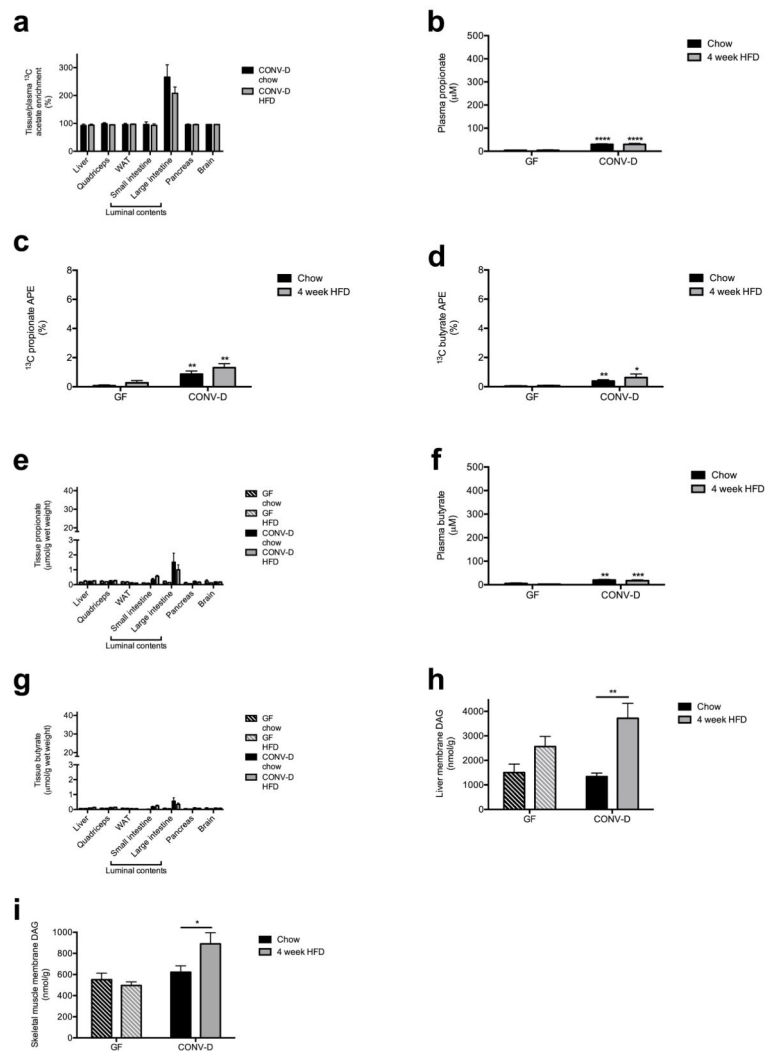 a
Tissue/plasma ¹³C
acetate enrichment
(%)
300
200
100
0
Liver
Quadriceps
WAT
Small intestine
Large intestine
Pancreas
Brain
Luminal contents
CONV-D
chow
CONV-D
HFD
b
Plasma propionate
(µM)
500
400
300
200
100
0
****
****
GF
CONV-D
Chow
4 week HFD
c
¹³C propionate APE
(%)
8
6
4
2
0
**
**
GF
CONV-D
Chow
4 week HFD
d
¹³C butyrate APE
(%)
8
6
4
2
0
**
*
GF
CONV-D
Chow
4 week HFD
e
Tissue propionate
(µmol/g wet weight)
40
20
3
2
1
0
Liver
Quadriceps
WAT
Small intestine
Large intestine
Pancreas
Brain
Luminal contents
GF
chow
GF
HFD
CONV-D
chow
CONV-D
HFD
f
Plasma butyrate
(µM)
500
400
300
200
100
0
**
***
GF
CONV-D
Chow
4 week HFD
g
Tissue butyrate
(µmol/g wet weight)
40
20
3
2
1
0
Liver
Quadriceps
WAT
Small intestine
Large intestine
Pancreas
Brain
Luminal contents
GF
chow
GF
HFD
CONV-D
chow
CONV-D
HFD
h
Liver membrane DAG
(nmol/g)
4000
3000
2000
1000
0
**
GF
CONV-D
Chow
4 week HFD
i
Skeletal muscle membrane DAG
(nmol/g)
1000
800
600
400
200
0
*
GF
CONV-D
Chow
4 week HFD